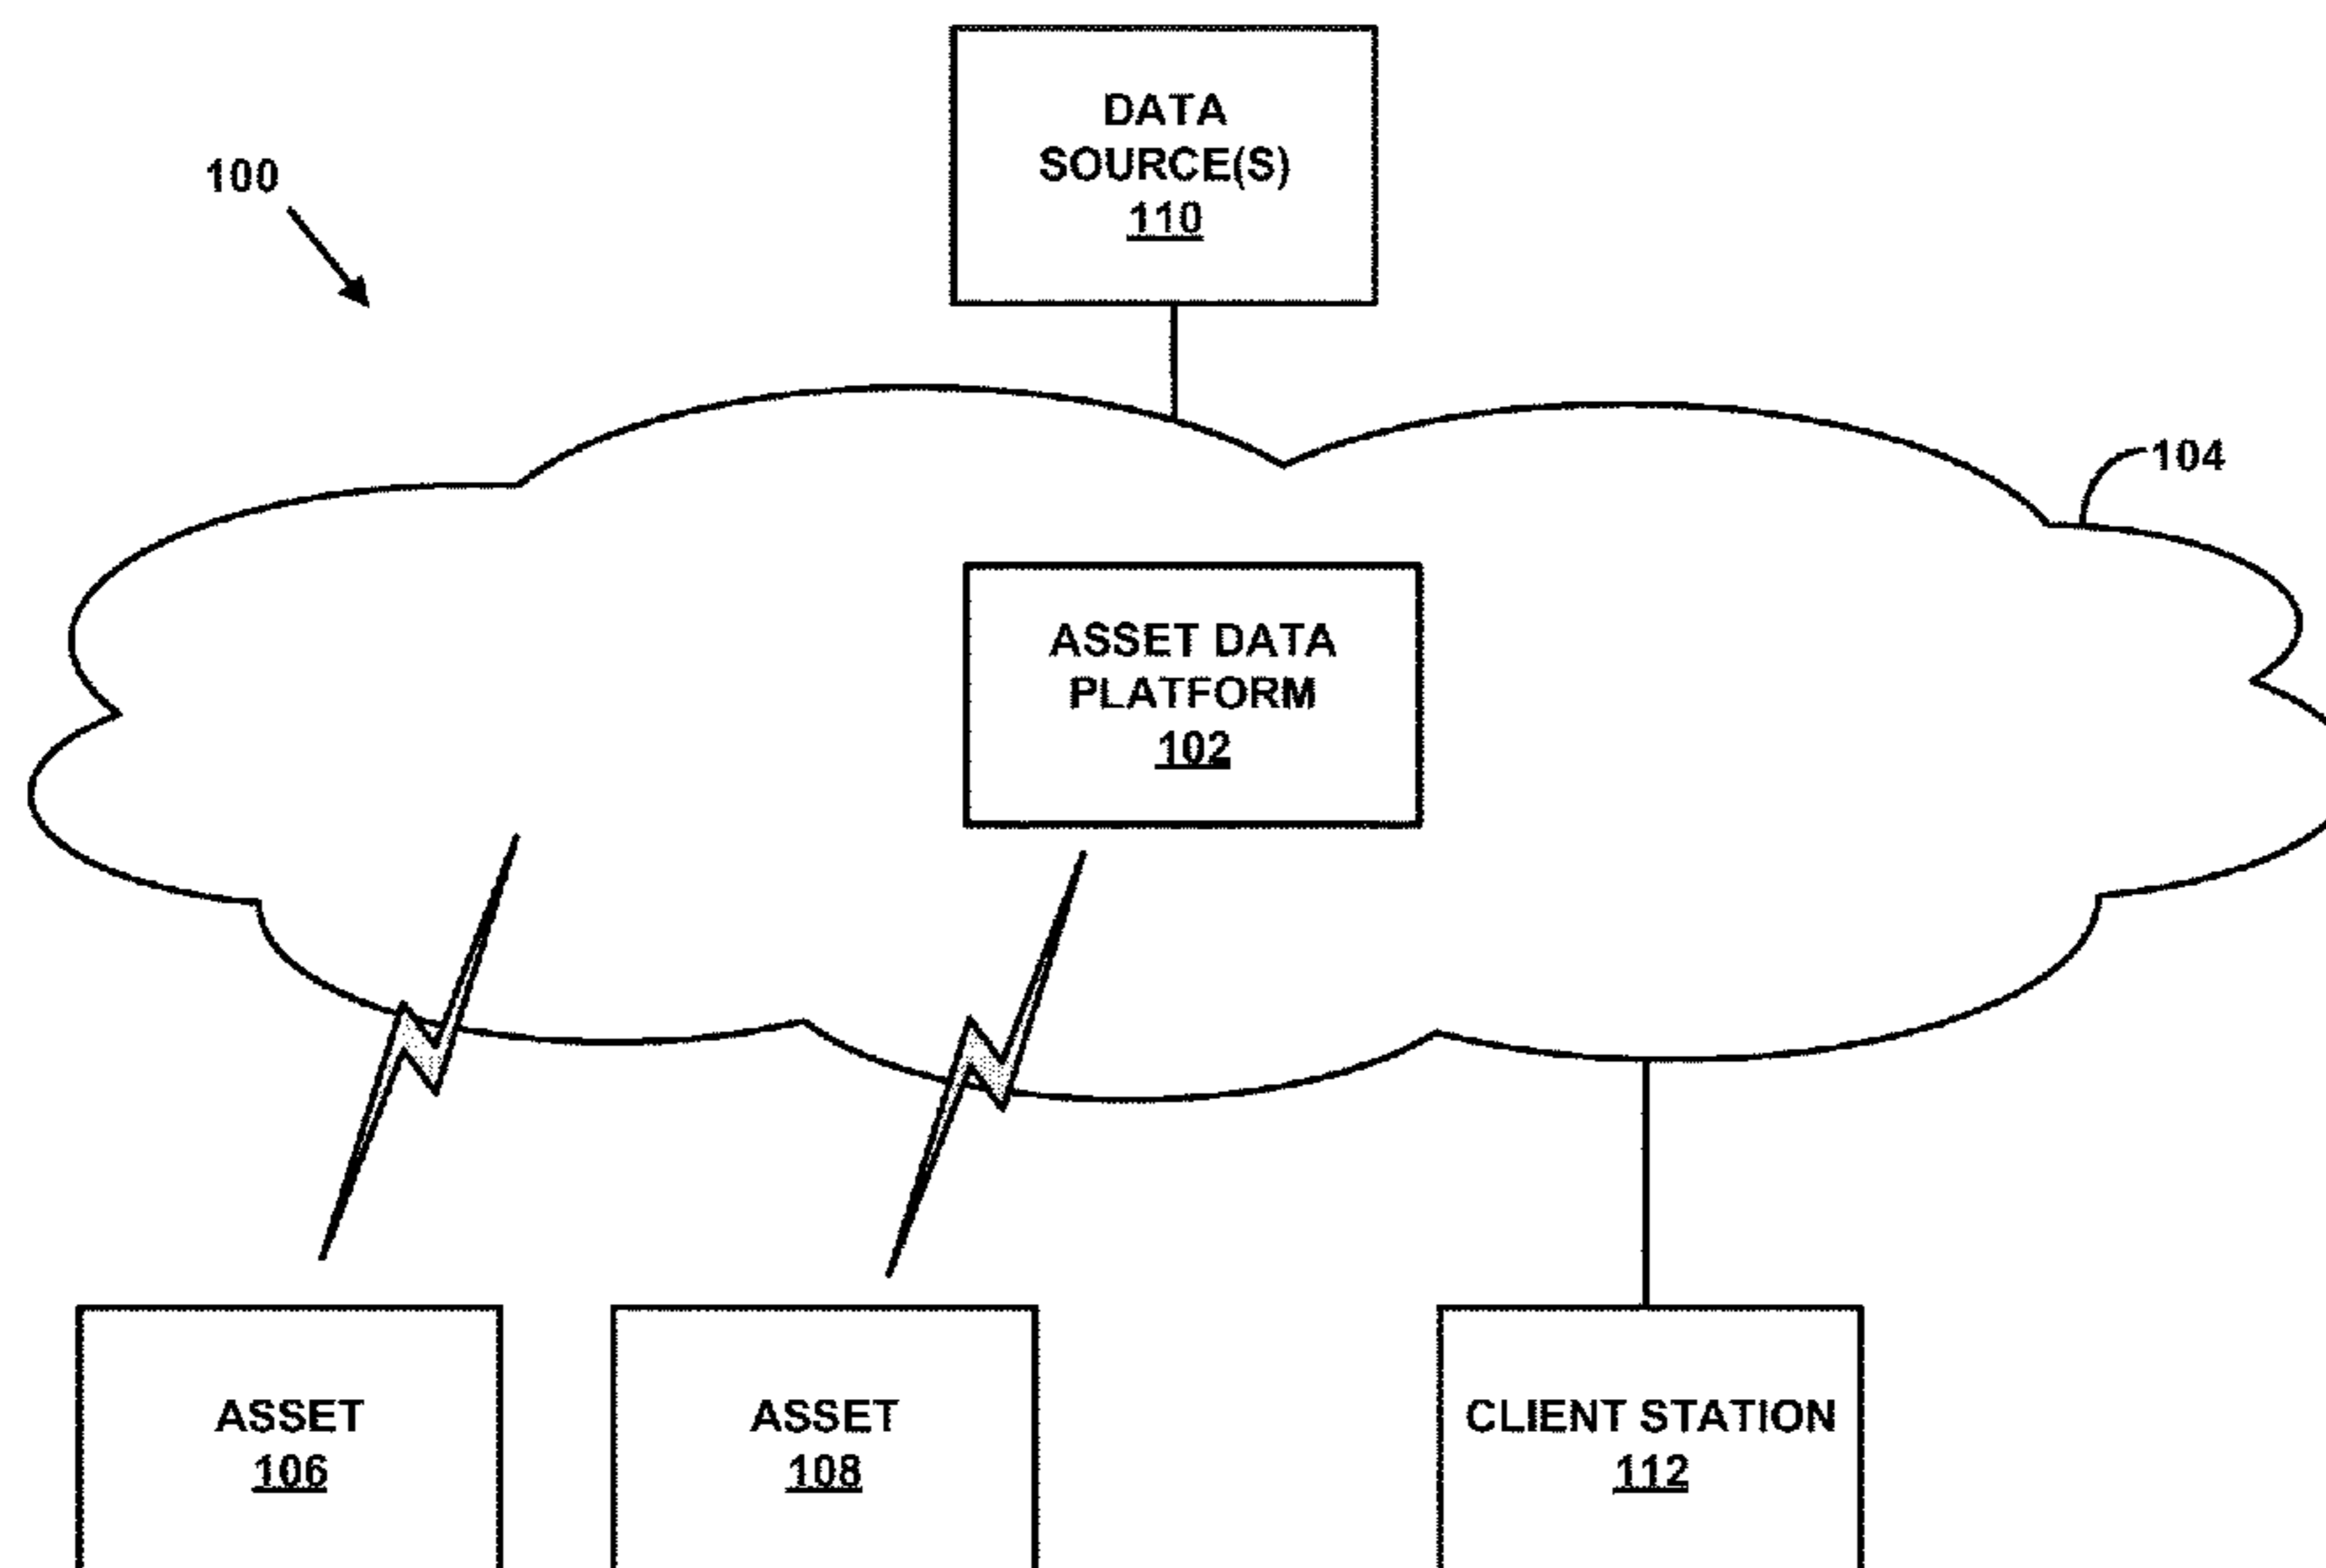 DATA
SOURCE(S)
110
100
104
ASSET DATA
PLATFORM
102
ASSET
106
ASSET
108
CLIENT STATION
112